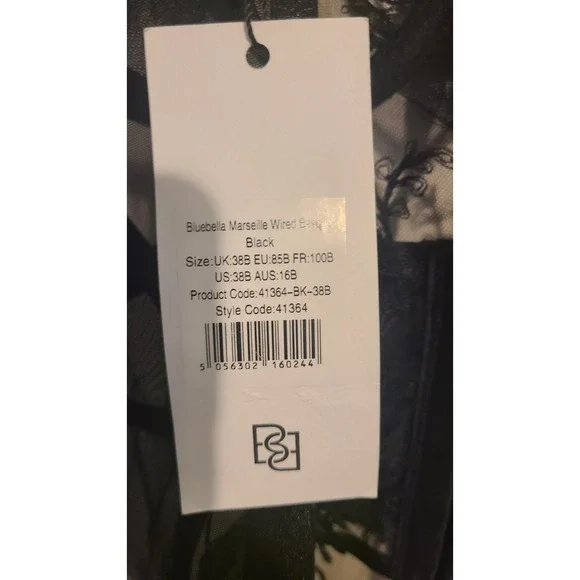 Bluebella Marseille Wired
Black
Size:UK:38B EU:85B FR:100B
US:38B AUS:16B
Product Code:41364-BK-38B
Style Code:41364
5 056302 160244